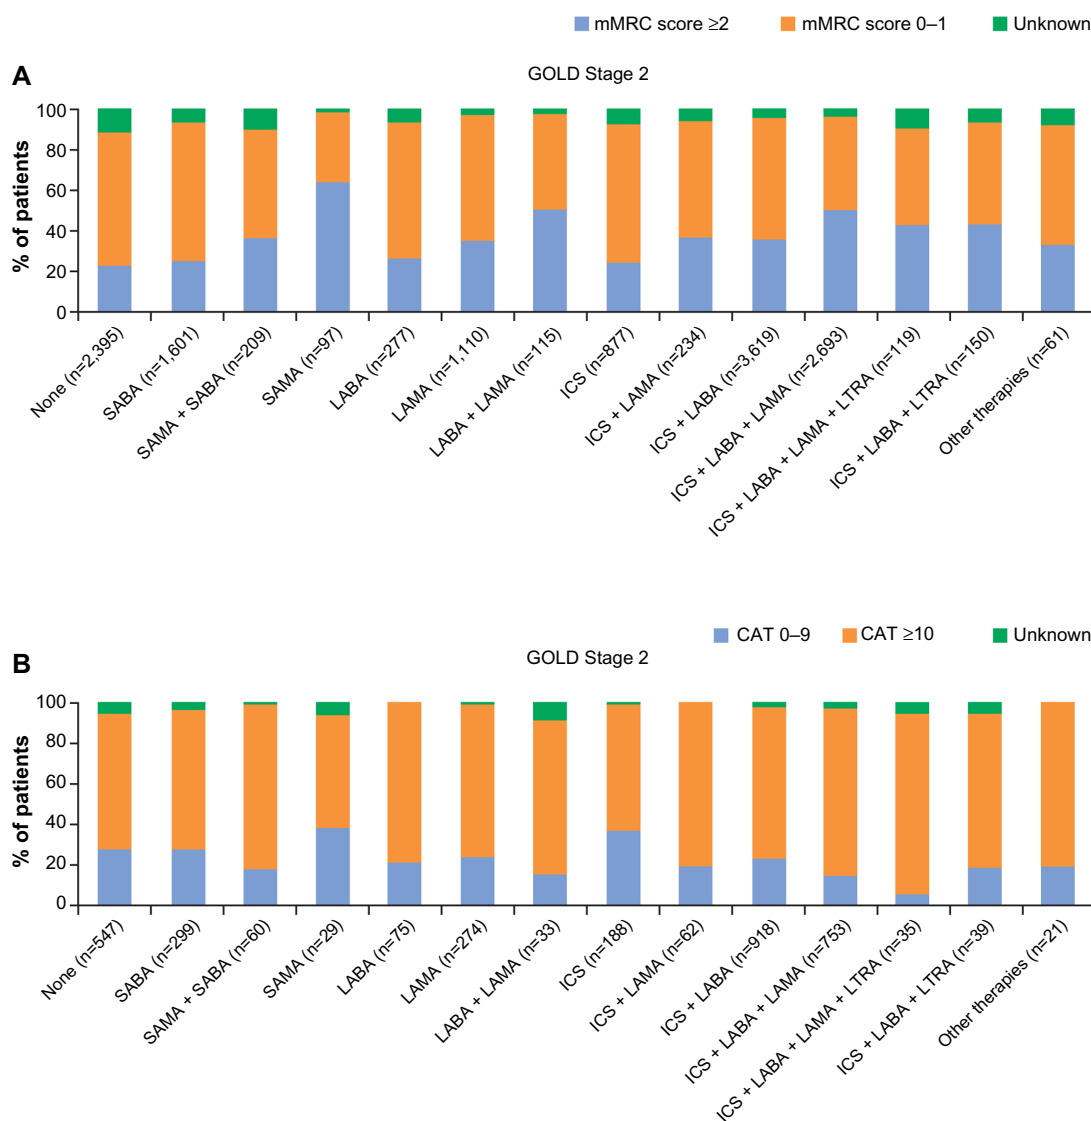 mMRC score ≥2 mMRC score 0–1 Unknown
A
GOLD Stage 2
% of patients
100
80
60
40
20
0
None (n=2,395)
SABA (n=1,601)
SAMA + SABA (n=209)
SAMA (n=97)
LABA (n=277)
LAMA (n=1,110)
LABA + LAMA (n=115)
ICS (n=877)
ICS + LAMA (n=234)
ICS + LABA (n=3,619)
ICS + LABA + LAMA (n=2,693)
ICS + LABA + LAMA + LTRA (n=119)
ICS + LABA + LTRA (n=150)
Other therapies (n=61)
CAT 0–9 CAT ≥10 Unknown
B
GOLD Stage 2
% of patients
100
80
60
40
20
0
None (n=547)
SABA (n=299)
SAMA + SABA (n=60)
SAMA (n=29)
LABA (n=75)
LAMA (n=274)
LABA + LAMA (n=33)
ICS (n=188)
ICS + LAMA (n=62)
ICS + LABA (n=918)
ICS + LABA + LAMA (n=753)
ICS + LABA + LAMA + LTRA (n=35)
ICS + LABA + LTRA (n=39)
Other therapies (n=21)